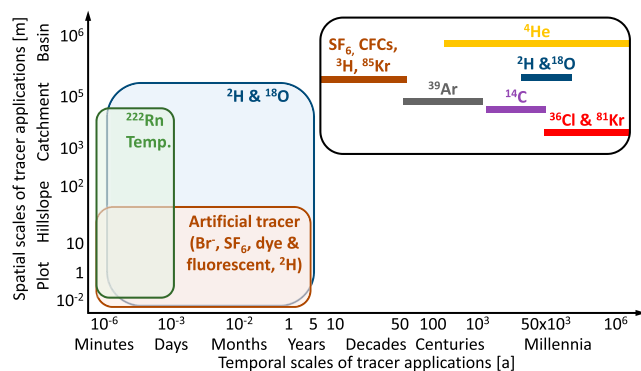 Spatial scales of tracer applications [m]
Basin
Catchment
Hillslope
Plot
10⁶
10⁵
10³
10²
10
1
10⁻²
²²²Rn
Temp.
²H & ¹⁸O
Artificial tracer
(Br⁻, SF₆, dye &
fluorescent, ²H)
SF₆, CFCs,
³H, ⁸⁵Kr
⁴He
²H & ¹⁸O
³⁹Ar
¹⁴C
³⁶Cl & ⁸¹Kr
10⁻⁶ 10⁻³ 10⁻² 1 5 10 50 100 10³ 50x10³ 10⁶
Minutes Days Months Years Decades Centuries Millennia
Temporal scales of tracer applications [a]